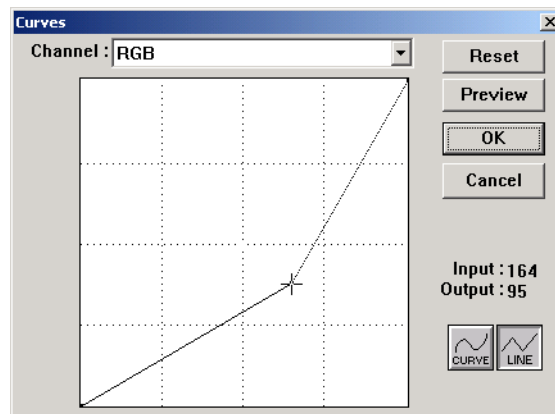 Curves
Channel : RGB
Reset
Preview
OK
Cancel
Input : 164
Output : 95
CURVE
LINE